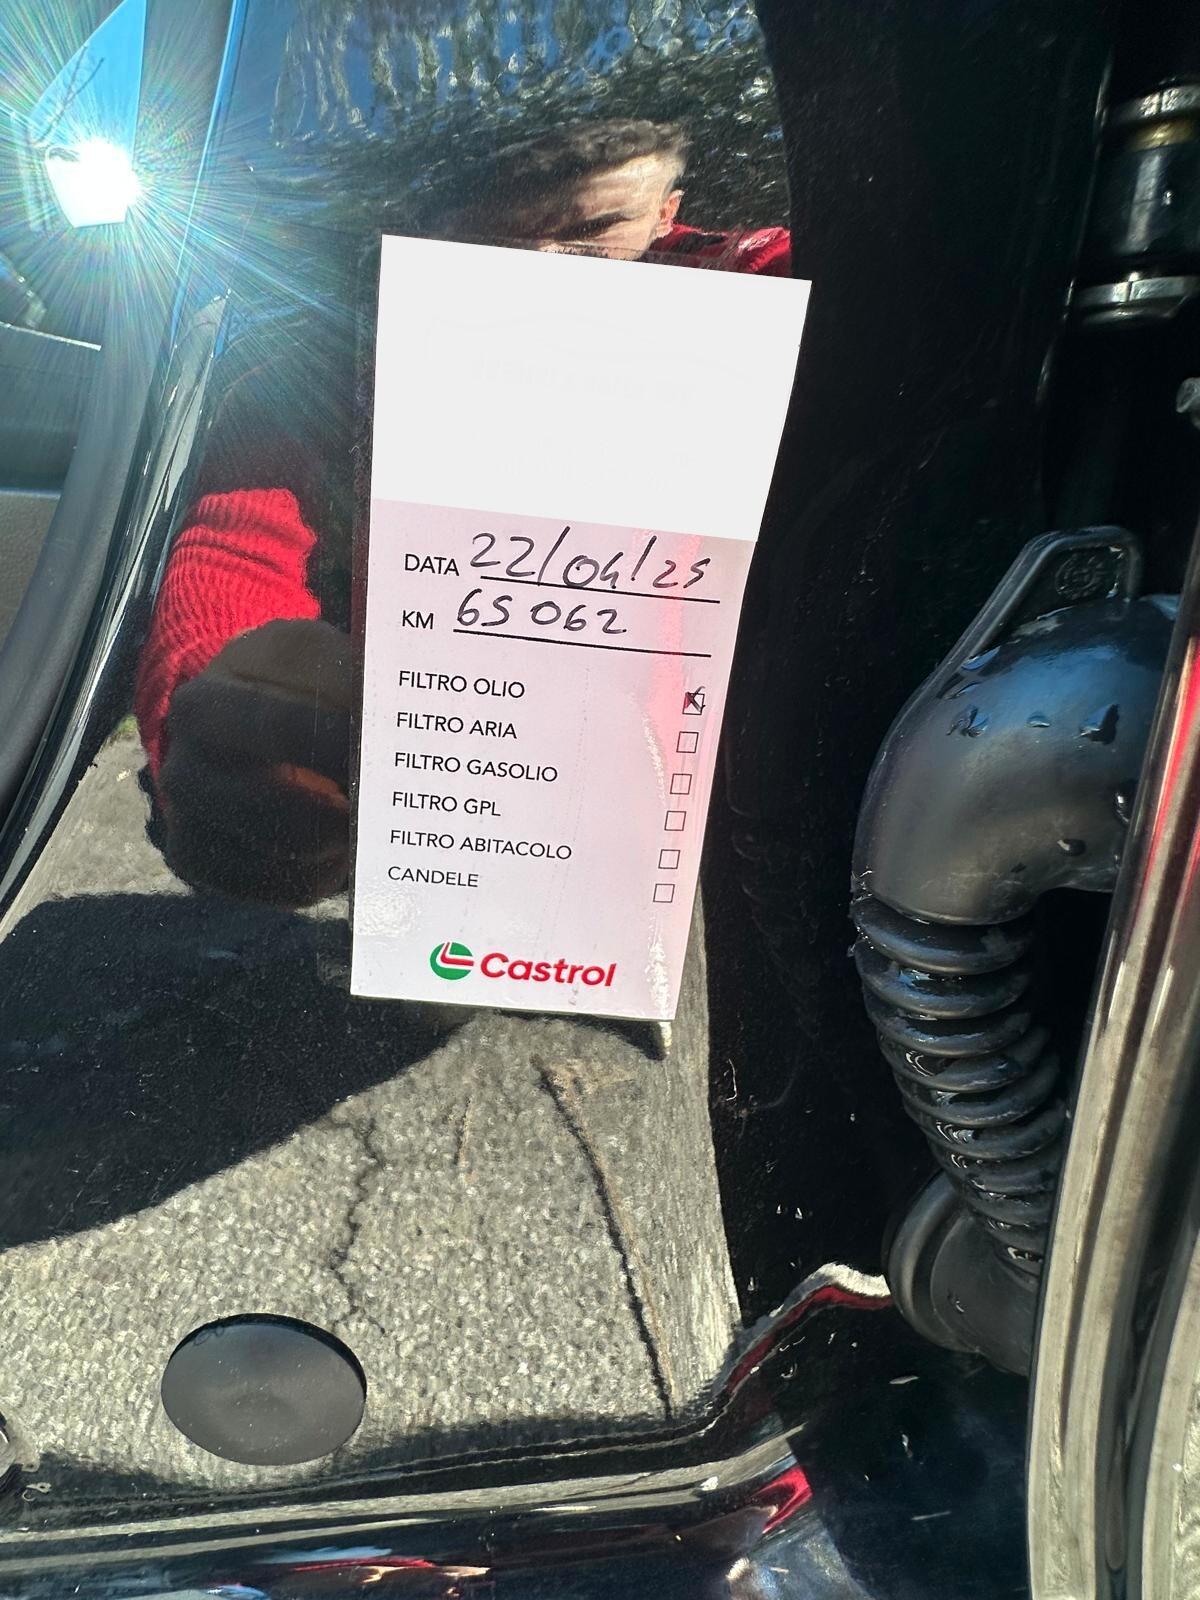 DATA 22/04/25
KM 65 062
FILTRO OLIO
FILTRO ARIA
FILTRO GASOLIO
FILTRO GPL
FILTRO ABITACOLO
CANDELE
Castrol